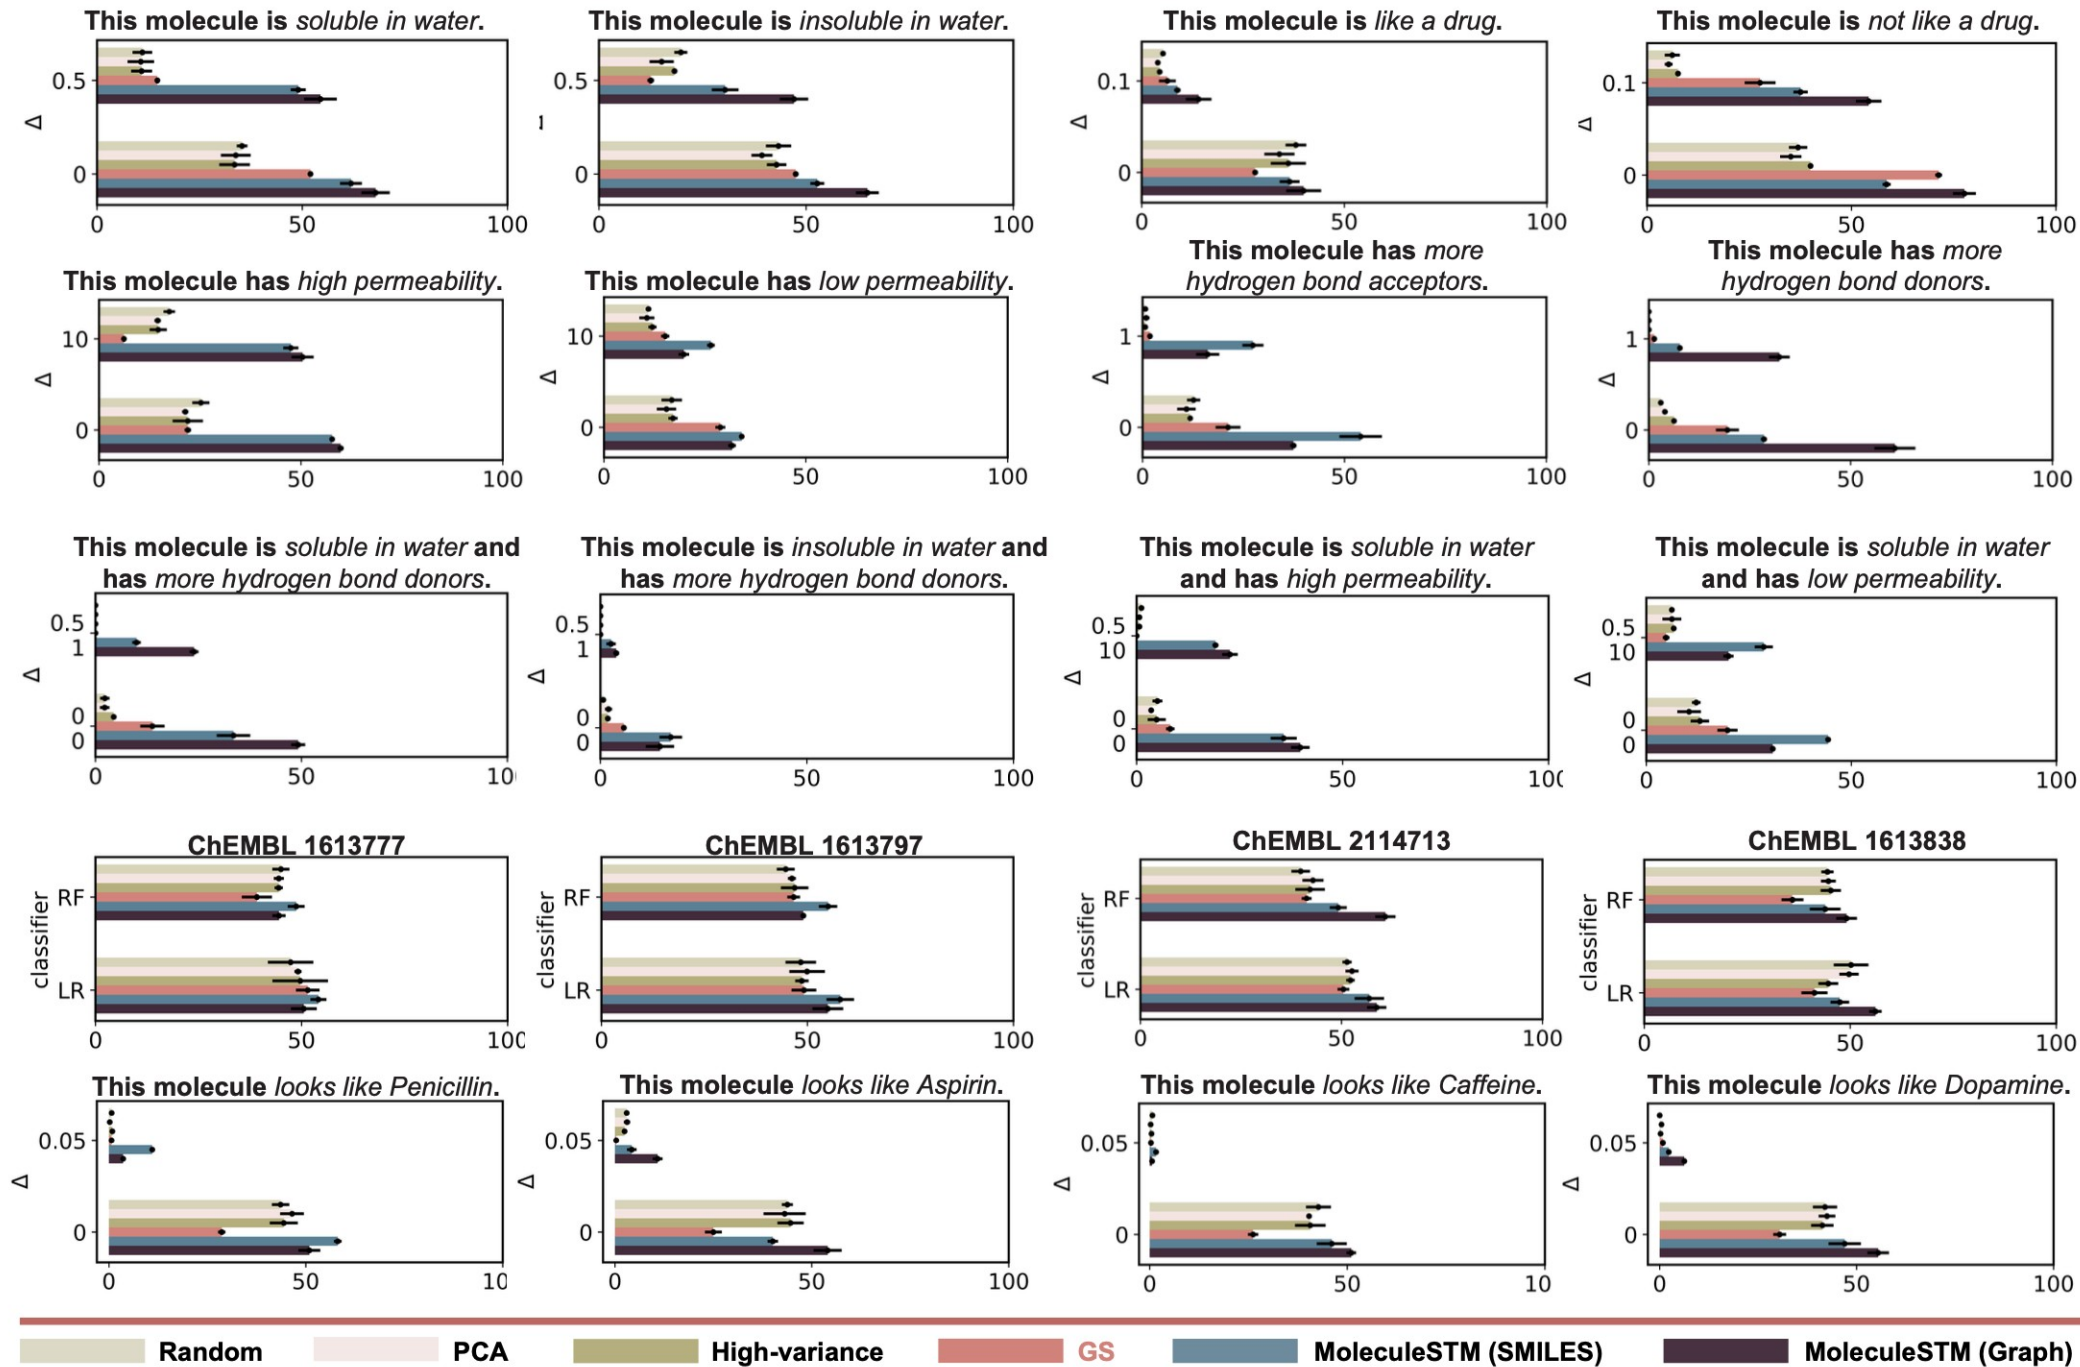 This molecule is soluble in water.
This molecule is insoluble in water.
This molecule is like a drug.
This molecule is not like a drug.
0.5
0
Δ
0 50 100
0.5
0
0 50 100
0.1
0
Δ
0 50 100
0.1
0
Δ
0 50 100
This molecule has high permeability.
This molecule has low permeability.
This molecule has more
hydrogen bond acceptors.
This molecule has more
hydrogen bond donors.
10
0
Δ
0 50 100
10
0
Δ
0 50 100
1
0
Δ
0 50 100
1
0
Δ
0 50 100
This molecule is soluble in water and
has more hydrogen bond donors.
This molecule is insoluble in water and
has more hydrogen bond donors.
This molecule is soluble in water
and has high permeability.
This molecule is soluble in water
and has low permeability.
0.5
1
0
0
Δ
0 50 10
0.5
1
0
0
Δ
0 50 100
0.5
10
0
0
Δ
0 50 10
0.5
10
0
0
Δ
0 50 100
ChEMBL 1613777
ChEMBL 1613797
ChEMBL 2114713
ChEMBL 1613838
RF
LR
classifier
0 50 100
RF
LR
classifier
0 50 100
RF
LR
classifier
0 50 100
RF
LR
classifier
0 50 100
This molecule looks like Penicillin.
This molecule looks like Aspirin.
This molecule looks like Caffeine.
This molecule looks like Dopamine.
0.05
0
Δ
0 50 10
0.05
0
Δ
0 50 100
0.05
0
Δ
0 50 10
0.05
0
Δ
0 50 100
Random PCA High-variance GS MoleculeSTM (SMILES) MoleculeSTM (Graph)